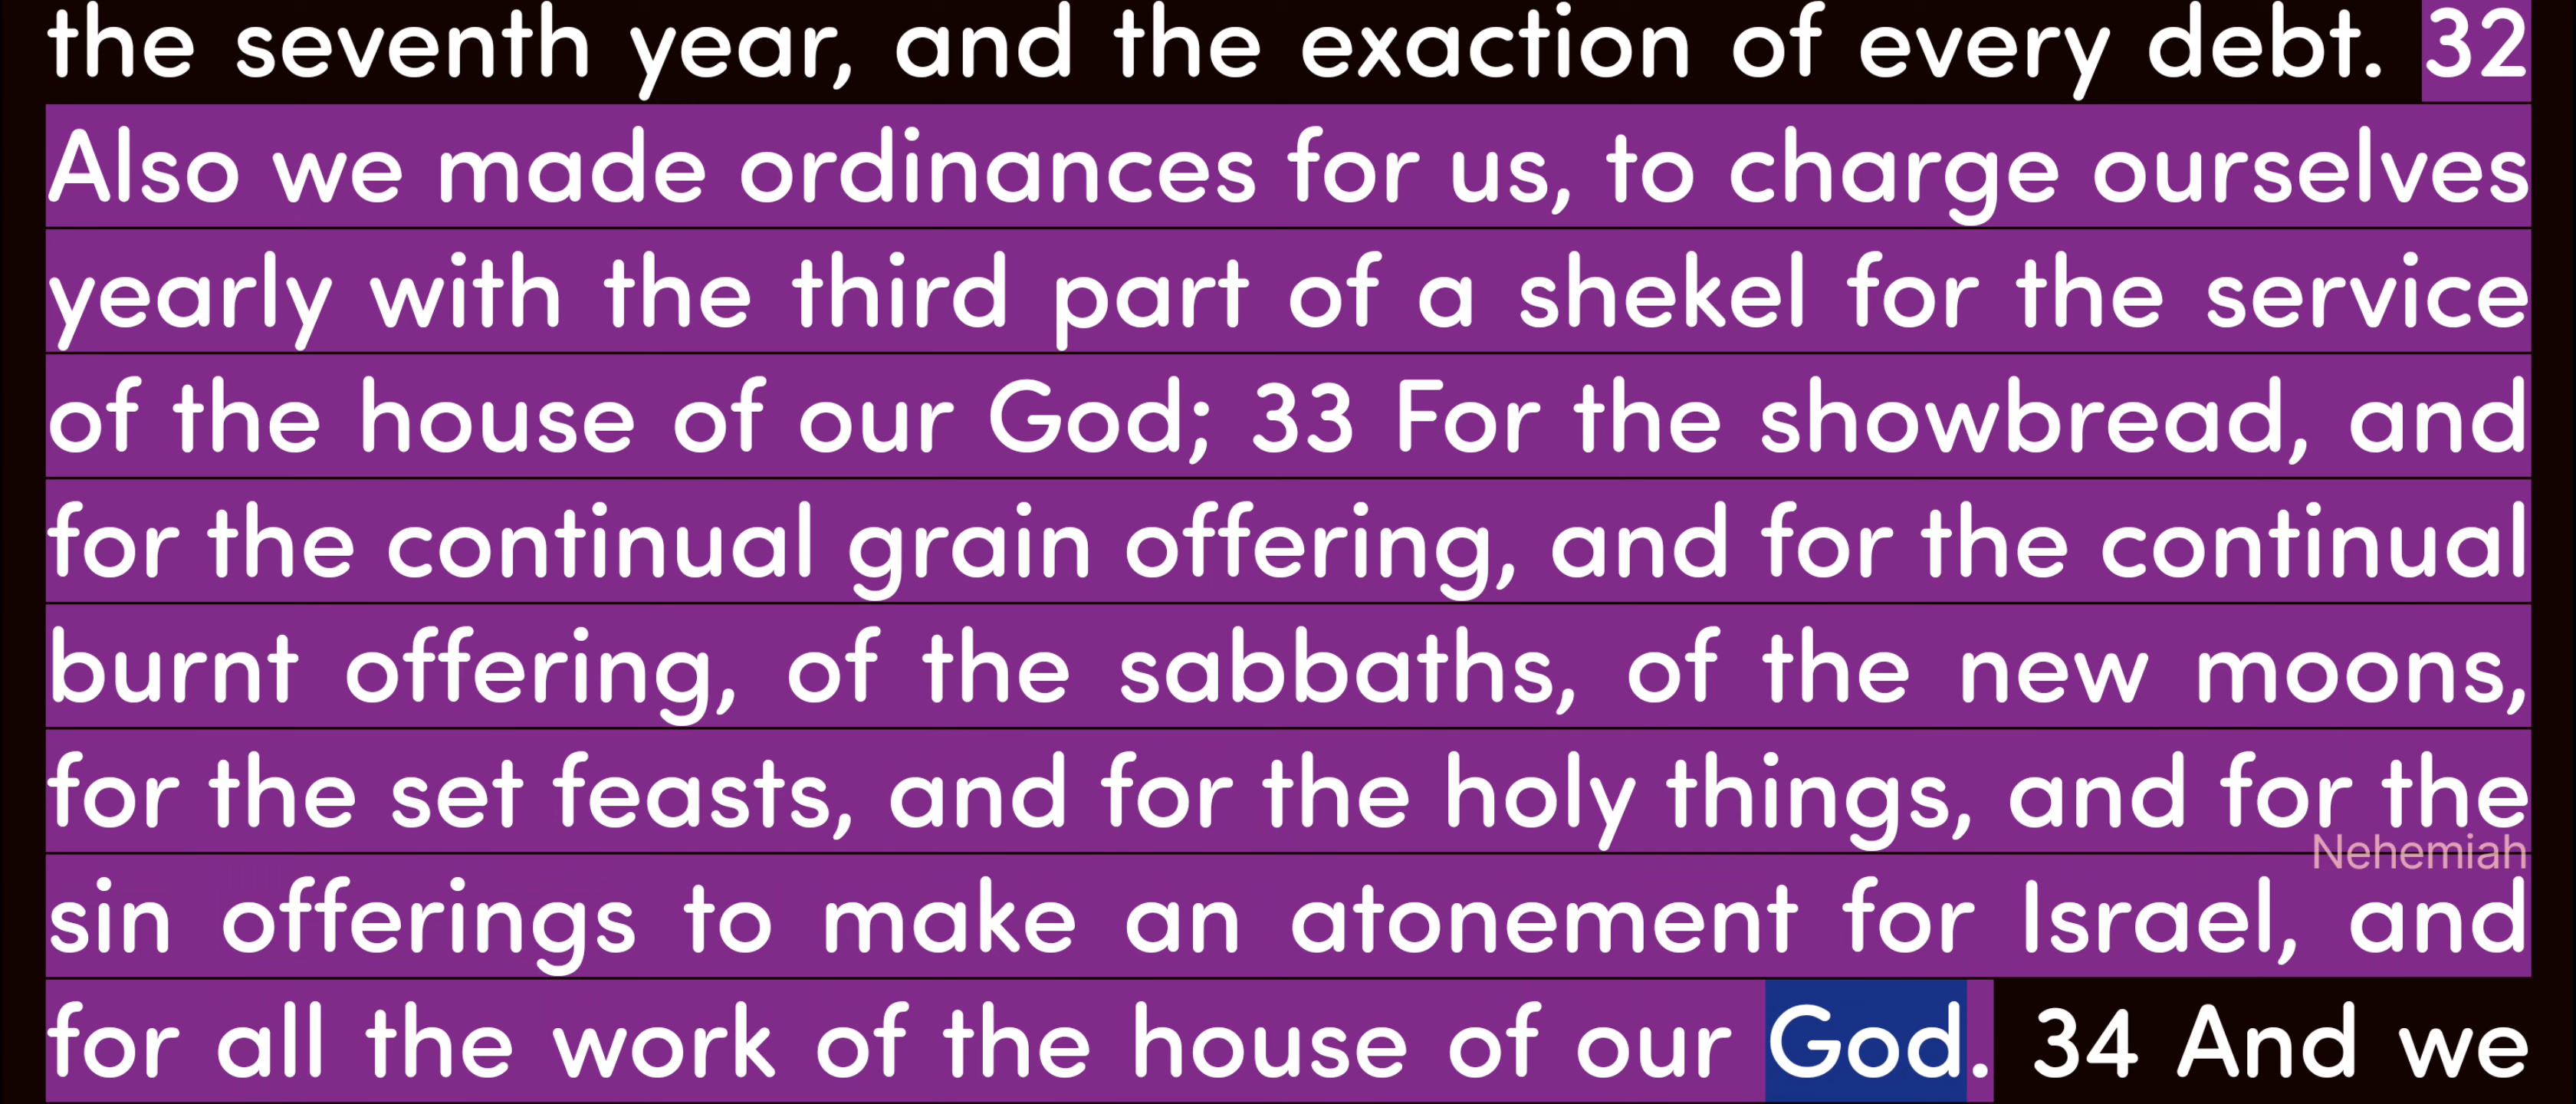 the seventh year, and the exaction of every debt. 32
Also we made ordinances for us, to charge ourselves
yearly with the third part of a shekel for the service
of the house of our God; 33 For the showbread, and
for the continual grain offering, and for the continual
burnt offering, of the sabbaths, of the new moons,
for the set feasts, and for the holy things, and for the
Nehemiah
sin offerings to make an atonement for Israel, and
for all the work of the house of our God. 34 And we